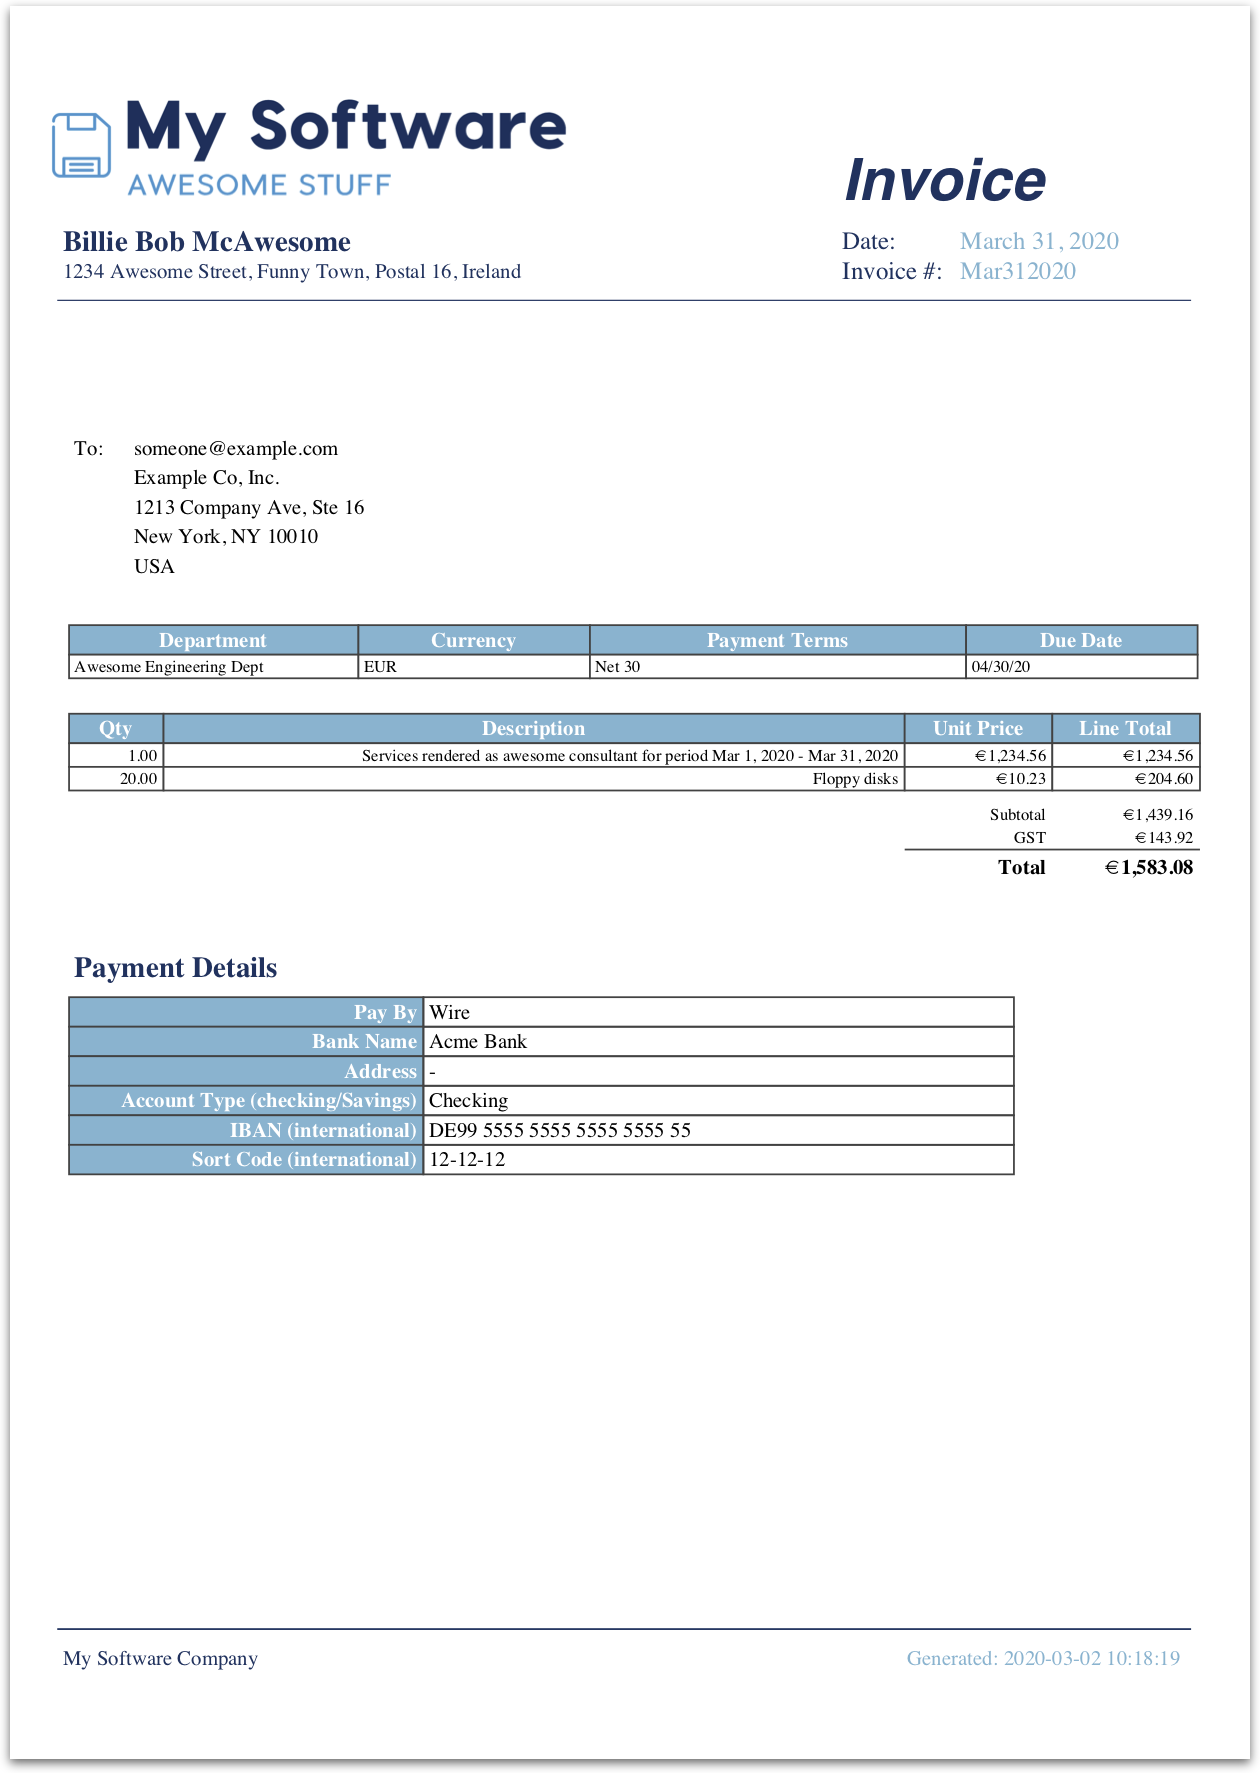 My Software
AWESOME STUFF
Invoice
Billie Bob McAwesome
Date: March 31, 2020
1234 Awesome Street, Funny Town, Postal 16, Ireland
Invoice #: Mar312020
To: someone@example.com
Example Co, Inc.
1213 Company Ave, Ste 16
New York, NY 10010
USA
Department Currency Payment Terms Due Date
Awesome Engineering Dept EUR Net 30 04/30/20
Qty Description Unit Price Line Total
1.00 Services rendered as awesome consultant for period Mar 1, 2020 - Mar 31, 2020 €1,234.56 €1,234.56
20.00 Floppy disks €10.23 €204.60
Subtotal €1,439.16
GST €143.92
Total €1,583.08
Payment Details
Pay By Wire
Bank Name Acme Bank
Address -
Account Type (checking/Savings) Checking
IBAN (international) DE99 5555 5555 5555 5555 55
Sort Code (international) 12-12-12
My Software Company Generated: 2020-03-02 10:18:19